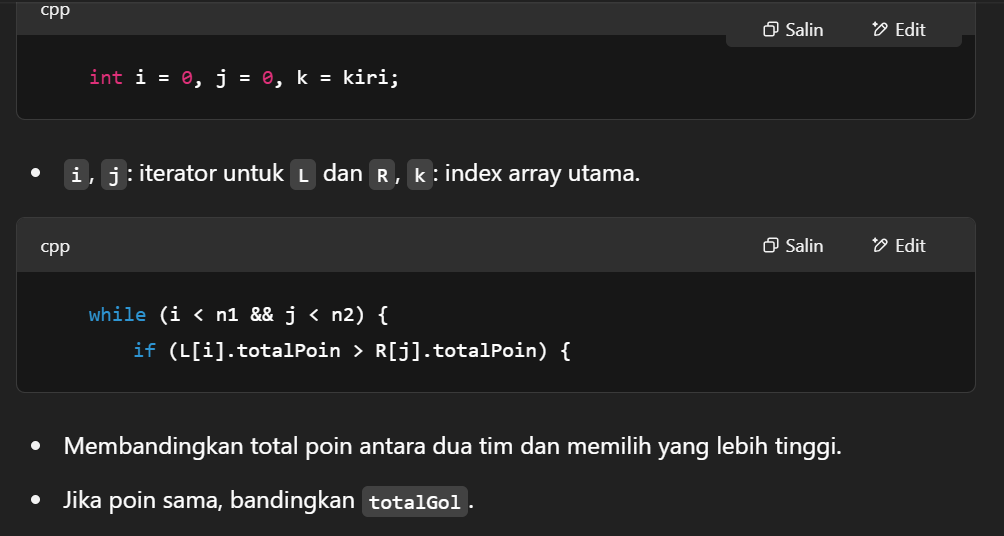 cpp
Salin Edit
int i = 0, j = 0, k = kiri;
i, j: iterator untuk L dan R, k: index array utama.
cpp Salin Edit
while (i < n1 && j < n2) {
if (L[i].totalPoin > R[j].totalPoin) {
Membandingkan total poin antara dua tim dan memilih yang lebih tinggi.
Jika poin sama, bandingkan totalGol.